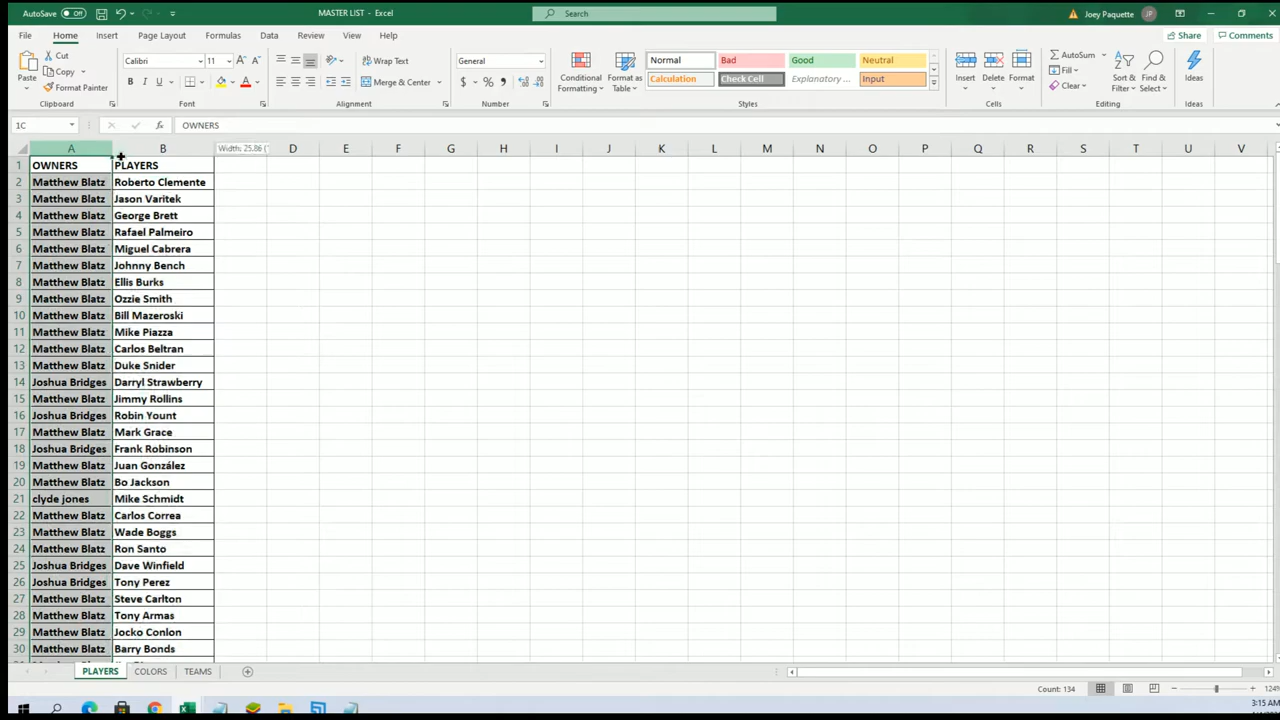 AutoSave Off MASTER LIST - Excel Search Joey Paquette JP
File Home Insert Page Layout Formulas Data Review View Help Share Comments
Paste Cut Copy Format Painter Clipboard
Calibri 11 B I U A Font
Wrap Text Merge & Center Alignment
General $ % Number
Conditional Formatting Format as Table
Normal Bad Good Neutral
Calculation Check Cell Explanatory ... Input
Styles
Insert Delete Format Cells
AutoSum Fill Clear Sort & Filter Find & Select Editing
Ideas Ideas
1C fx OWNERS
A B Width: 25.86 ( D E F G H I J K L M N O P Q R S T U V
1 OWNERS PLAYERS
2 Matthew Blatz Roberto Clemente
3 Matthew Blatz Jason Varitek
4 Matthew Blatz George Brett
5 Matthew Blatz Rafael Palmeiro
6 Matthew Blatz Miguel Cabrera
7 Matthew Blatz Johnny Bench
8 Matthew Blatz Ellis Burks
9 Matthew Blatz Ozzie Smith
10 Matthew Blatz Bill Mazeroski
11 Matthew Blatz Mike Piazza
12 Matthew Blatz Carlos Beltran
13 Matthew Blatz Duke Snider
14 Joshua Bridges Darryl Strawberry
15 Matthew Blatz Jimmy Rollins
16 Joshua Bridges Robin Yount
17 Matthew Blatz Mark Grace
18 Joshua Bridges Frank Robinson
19 Matthew Blatz Juan González
20 Matthew Blatz Bo Jackson
21 clyde jones Mike Schmidt
22 Matthew Blatz Carlos Correa
23 Matthew Blatz Wade Boggs
24 Matthew Blatz Ron Santo
25 Joshua Bridges Dave Winfield
26 Joshua Bridges Tony Perez
27 Matthew Blatz Steve Carlton
28 Matthew Blatz Tony Armas
29 Matthew Blatz Jocko Conlon
30 Matthew Blatz Barry Bonds
PLAYERS COLORS TEAMS
Count: 134 124%
3:15 AM